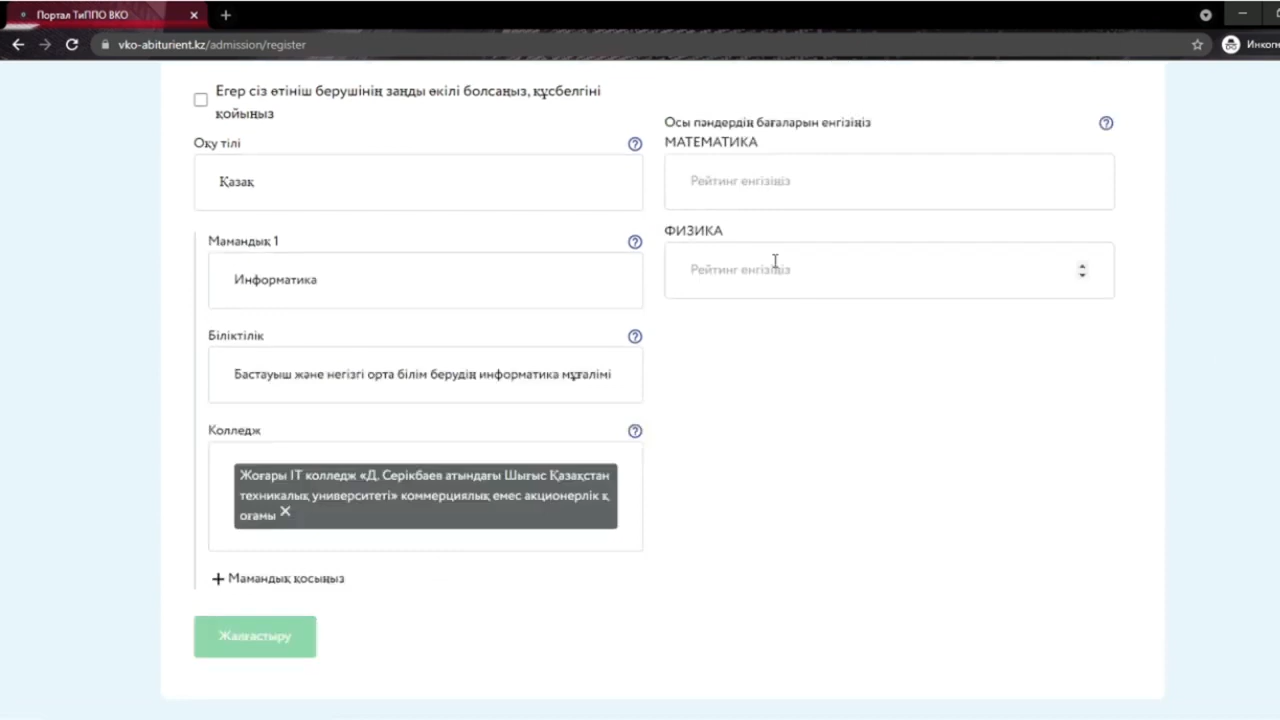 Портал ТиППО ВКО
vko-abiturient.kz/admission/register
Инкогн
Егер сіз өтініш берушінің заңды өкілі болсаңыз, құсбелгіні
қойыңыз
Оқу тілі
Қазақ
Мамандық 1
Информатика
Біліктілік
Бастауыш және негізгі орта білім берудің информатика мұғалімі
Колледж
Жоғары IT колледж «Д. Серікбаев атындағы Шығыс Қазақстан
техникалық университеті» коммерциялық емес акционерлік қ
оғамы ✕
+ Мамандық қосыңыз
Жалғастыру
Осы пәндердің бағаларын енгізіңіз
МАТЕМАТИКА
Рейтинг енгізіңіз
ФИЗИКА
Рейтинг енгізіңіз